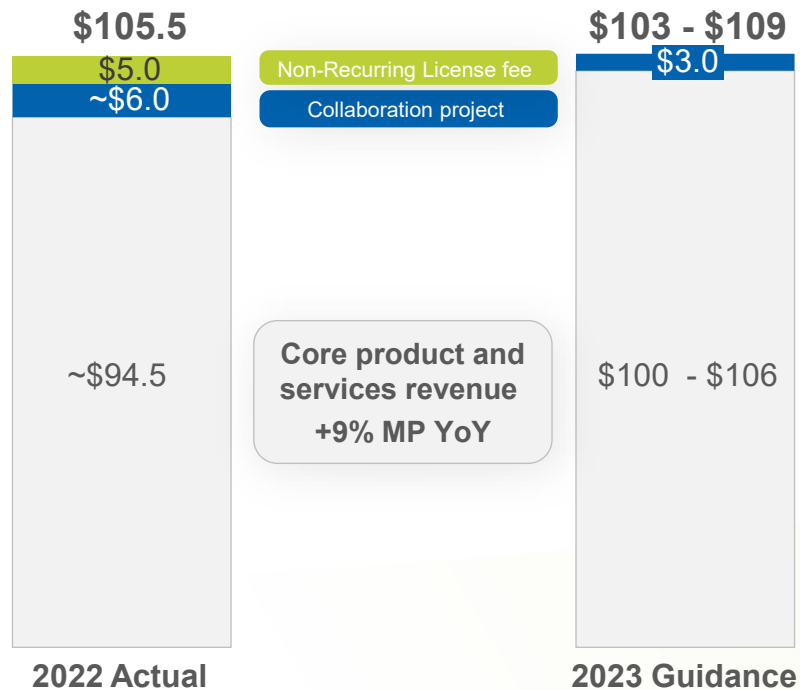 $105.5
$103 - $109
$5.0
Non-Recurring License fee
$3.0
~$6.0
Collaboration project
~$94.5
Core product and
services revenue
+9% MP YoY
$100 - $106
2022 Actual
2023 Guidance